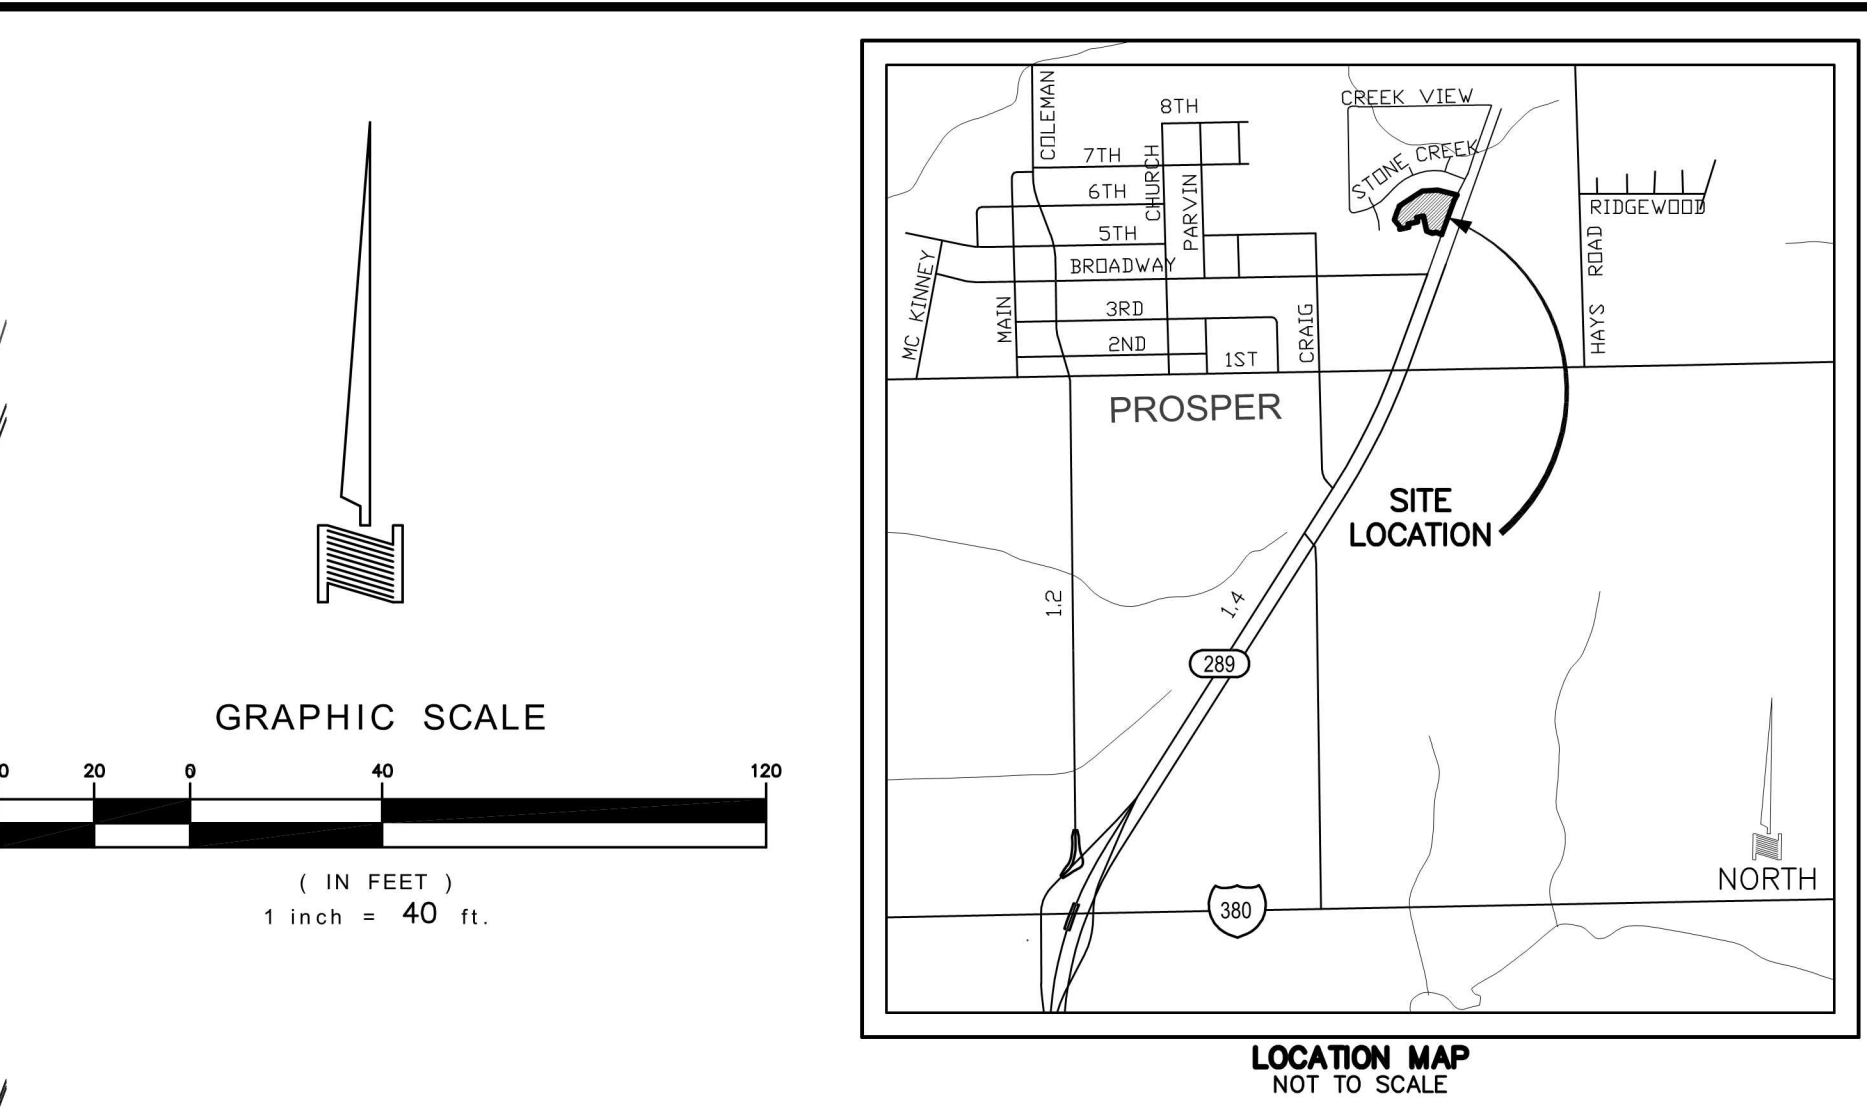 GRAPHIC SCALE
0 20 0 40 120
( IN FEET )
1 inch = 40 ft.
COLEMAN
8TH
CREEK VIEW
7TH
CHURCH
STONE CREEK
6TH
PARVIN
RIDGEWOOD
5TH
BROADWAY
MC KINNEY
MAIN
3RD
CRAIG
HAYS ROAD
2ND
1ST
PROSPER
SITE
LOCATION
1.2
1.4
289
NORTH
380
LOCATION MAP
NOT TO SCALE